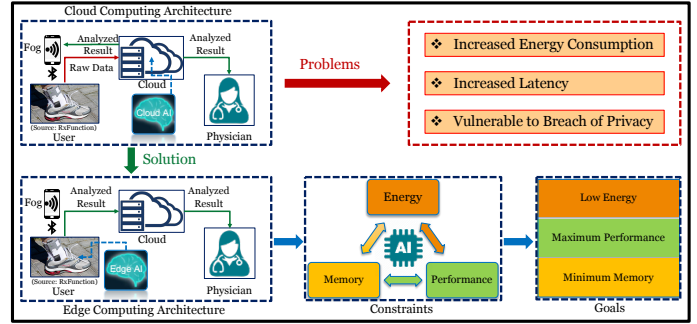 Cloud Computing Architecture
Fog
Analyzed
Result
Raw Data
Analyzed
Result
Cloud
Cloud AI
(Source: RxFunction)
User
Physician
Problems
❖ Increased Energy Consumption
❖ Increased Latency
❖ Vulnerable to Breach of Privacy
Solution
Fog
Analyzed
Result
Analyzed
Result
Cloud
Edge AI
(Source: RxFunction)
User
Physician
Edge Computing Architecture
Energy
AI
Memory
Performance
Constraints
Low Energy
Maximum Performance
Minimum Memory
Goals